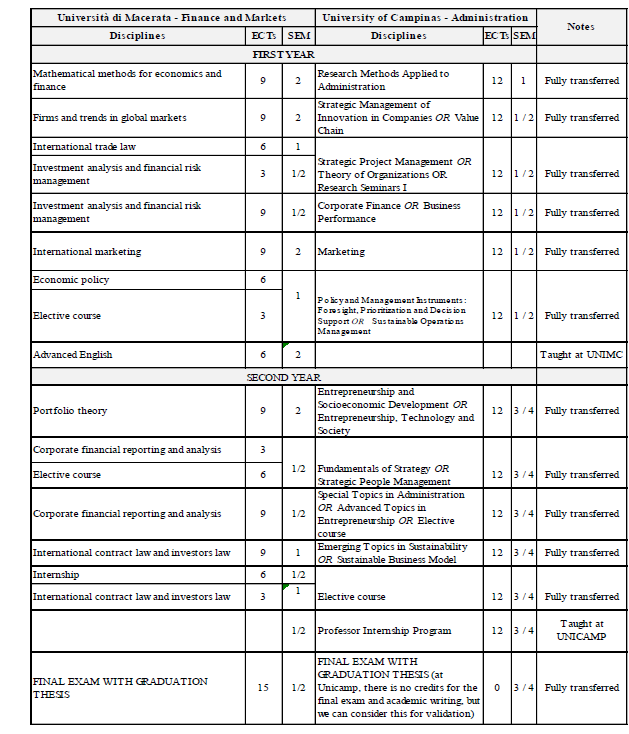 Università di Macerata - Finance and Markets University of Campinas - Administration Notes
Disciplines ECTs SEM Disciplines ECTs SEM
FIRST YEAR
Mathematical methods for economics and
finance 9 2 Research Methods Applied to
Administration 12 1 Fully transferred
Firms and trends in global markets 9 2 Strategic Management of
Innovation in Companies OR Value
Chain 12 1 / 2 Fully transferred
International trade law 6 1
Investment analysis and financial risk
management 3 1/2 Strategic Project Management OR
Theory of Organizations OR
Research Seminars I 12 1 / 2 Fully transferred
Investment analysis and financial risk
management 9 1/2 Corporate Finance OR Business
Performance 12 1 / 2 Fully transferred
International marketing 9 2 Marketing 12 1 / 2 Fully transferred
Economic policy 6
Elective course 3 1 Policy and Management Instruments:
Foresight, Prioritization and Decision
Support OR Sustainable Operations
Management 12 1 / 2 Fully transferred
Advanced English 6 2 Taught at UNIMC
SECOND YEAR
Portfolio theory 9 2 Entrepreneurship and
Socioeconomic Development OR
Entrepreneurship, Technology and
Society 12 3 / 4 Fully transferred
Corporate financial reporting and analysis 3
Elective course 6 1/2 Fundamentals of Strategy OR
Strategic People Management 12 3 / 4 Fully transferred
Corporate financial reporting and analysis 9 1/2 Special Topics in Administration
OR Advanced Topics in
Entrepreneurship OR Elective
course 12 3 / 4 Fully transferred
International contract law and investors law 9 1 Emerging Topics in Sustainability
OR Sustainable Business Model 12 3 / 4 Fully transferred
Internship 6 1/2
International contract law and investors law 3 1 Elective course 12 3 / 4 Fully transferred
1/2 Professor Internship Program 12 3 / 4 Taught at
UNICAMP
FINAL EXAM WITH GRADUATION
THESIS 15 1/2 FINAL EXAM WITH
GRADUATION THESIS (at
Unicamp, there is no credits for the
final exam and academic writing, but
we can consider this for validation) 0 3 / 4 Fully transferred